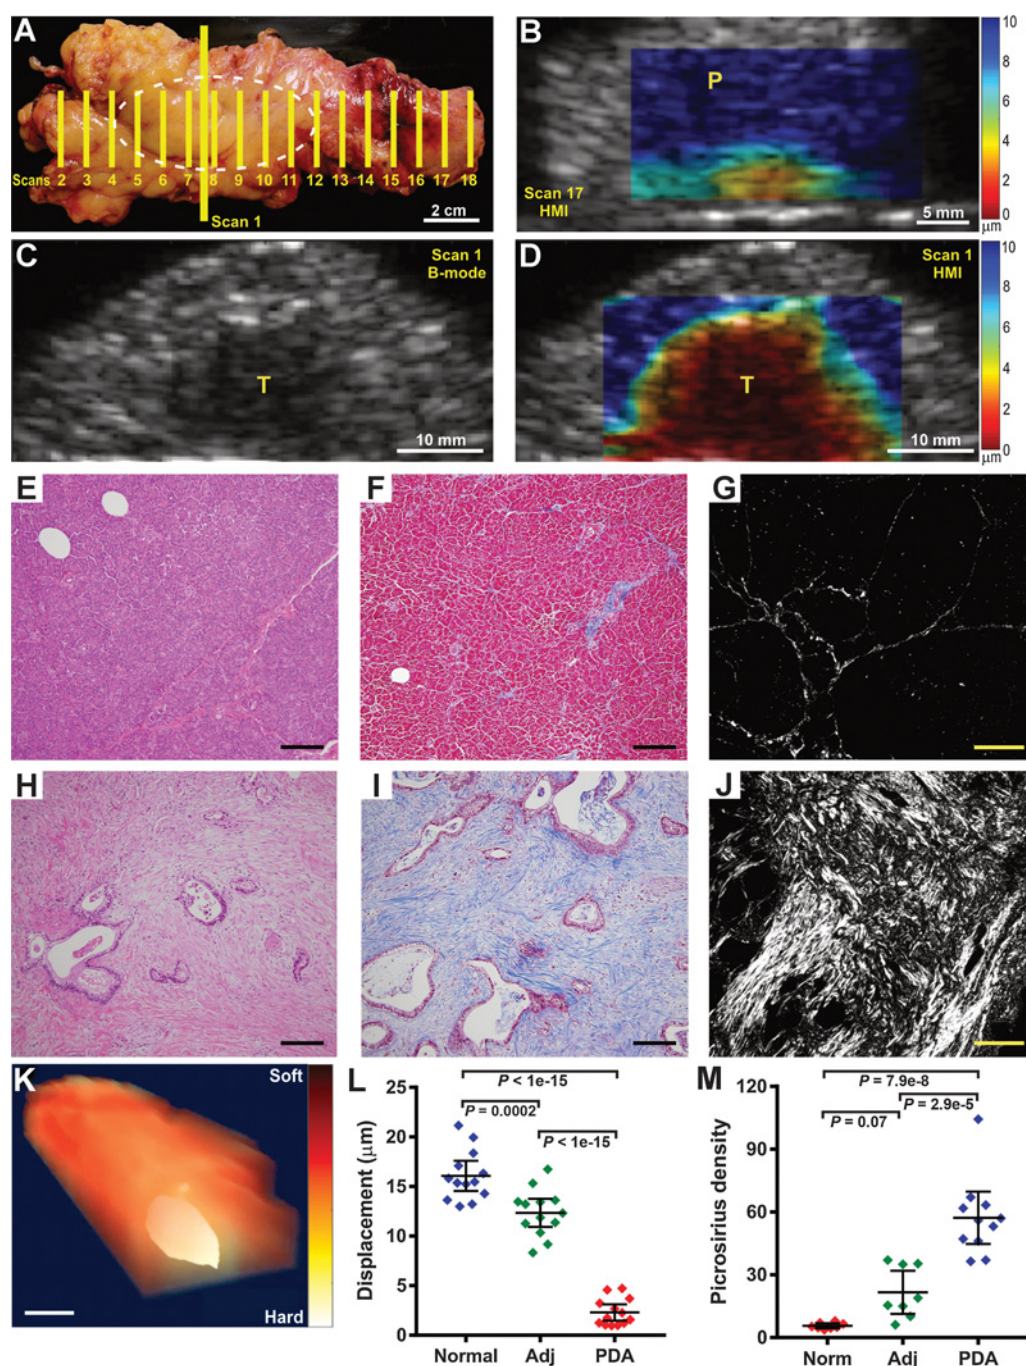 A
Scans 2 3 4 5 6 7 8 9 10 11 12 13 14 15 16 17 18
Scan 1
2 cm
B
P
Scan 17
HMI
5 mm
10
8
6
4
2
0
μm
C
Scan 1
B-mode
T
10 mm
D
Scan 1
HMI
T
10 mm
10
8
6
4
2
0
μm
E
F
G
H
I
J
K
Soft
Hard
L
P < 1e-15
P = 0.0002
P < 1e-15
Displacement (μm)
25
20
15
10
5
0
Normal Adj PDA
M
P = 7.9e-8
P = 2.9e-5
P = 0.07
Picrosirius density
120
90
60
30
0
Norm Adj PDA